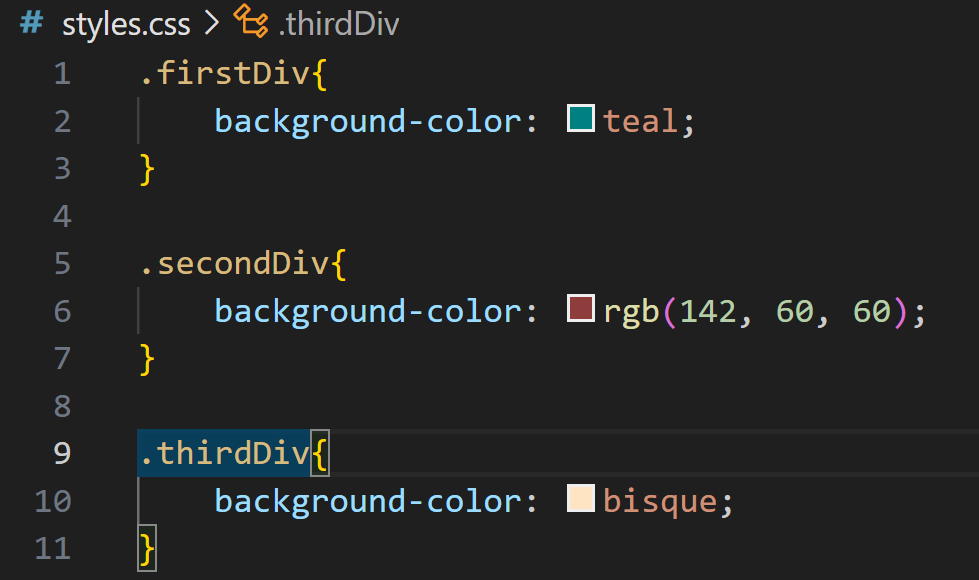 # styles.css > .thirdDiv
1 .firstDiv{
2     background-color: teal;
3 }
4
5 .secondDiv{
6     background-color: rgb(142, 60, 60);
7 }
8
9 .thirdDiv{
10     background-color: bisque;
11 }